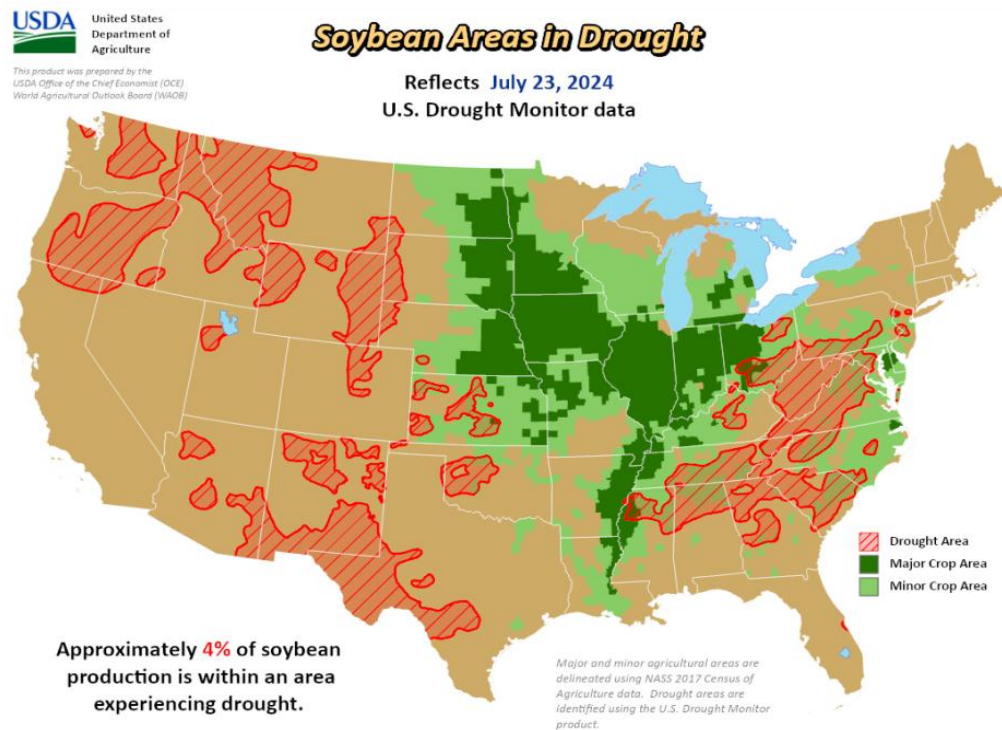 USDA
United States
Department of
Agriculture
This product was prepared by the
USDA Office of the Chief Economist (OCE)
World Agricultural Outlook Board (WAOB)
Soybean Areas in Drought
Reflects July 23, 2024
U.S. Drought Monitor data
Drought Area
Major Crop Area
Minor Crop Area
Approximately 4% of soybean
production is within an area
experiencing drought.
Major and minor agricultural areas are
delineated using NASS 2017 Census of
Agriculture data. Drought areas are
identified using the U.S. Drought Monitor
product.